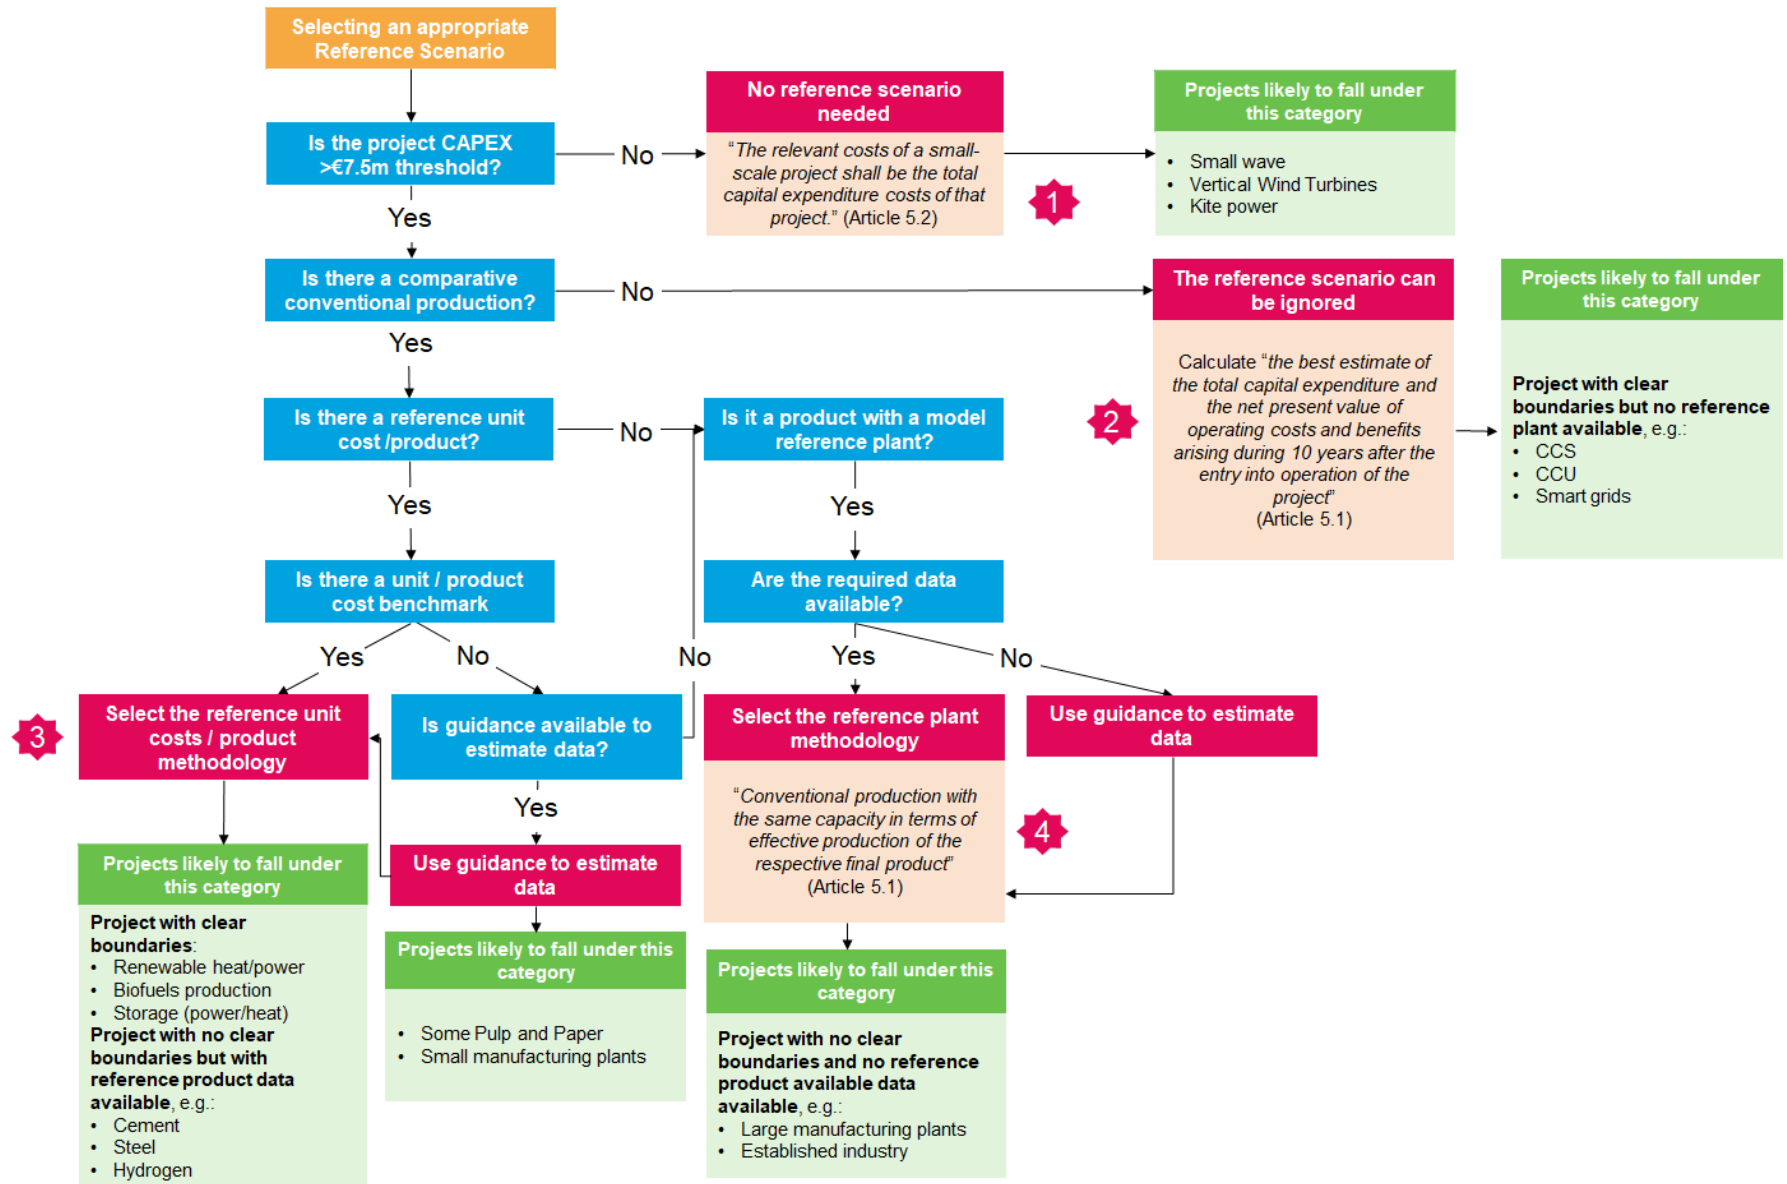 Selecting an appropriate
Reference Scenario
Is the project CAPEX
>€7.5m threshold?
No
No reference scenario
needed
“The relevant costs of a small-
scale project shall be the total
capital expenditure costs of that
project.” (Article 5.2)
1
Projects likely to fall under
this category
• Small wave
• Vertical Wind Turbines
• Kite power
Yes
Is there a comparative
conventional production?
No
The reference scenario can
be ignored
Calculate “the best estimate of
the total capital expenditure and
the net present value of
operating costs and benefits
arising during 10 years after the
entry into operation of the
project”
(Article 5.1)
2
Projects likely to fall under
this category
Project with clear
boundaries but no reference
plant available, e.g.:
• CCS
• CCU
• Smart grids
Yes
Is there a reference unit
cost /product?
No
Is it a product with a model
reference plant?
Yes
Yes
Is there a unit / product
cost benchmark
Are the required data
available?
Yes
No
No
Yes
No
3
Select the reference unit
costs / product
methodology
Is guidance available to
estimate data?
Select the reference plant
methodology
“Conventional production with
the same capacity in terms of
effective production of the
respective final product”
(Article 5.1)
4
Use guidance to estimate
data
Yes
Use guidance to estimate
data
Projects likely to fall under
this category
Project with clear
boundaries:
• Renewable heat/power
• Biofuels production
• Storage (power/heat)
Project with no clear
boundaries but with
reference product data
available, e.g.:
• Cement
• Steel
• Hydrogen
Projects likely to fall under this
category
• Some Pulp and Paper
• Small manufacturing plants
Projects likely to fall under this
category
Project with no clear
boundaries and no reference
product available data
available, e.g.:
• Large manufacturing plants
• Established industry